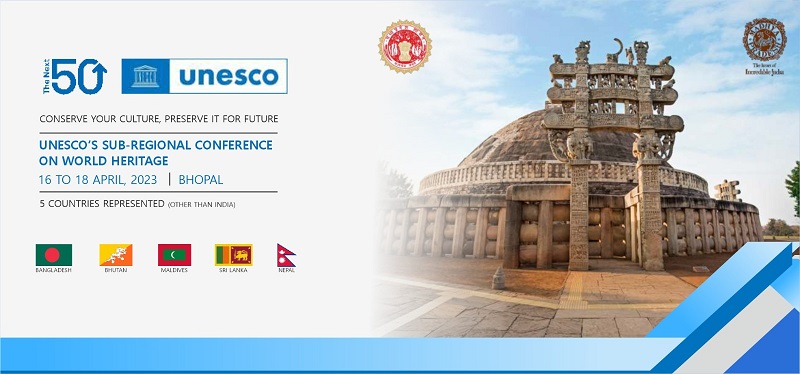 The Next
50
unesco
CONSERVE YOUR CULTURE, PRESERVE IT FOR FUTURE
UNESCO'S SUB-REGIONAL CONFERENCE
ON WORLD HERITAGE
16 TO 18 APRIL, 2023 | BHOPAL
5 COUNTRIES REPRESENTED (OTHER THAN INDIA)
BANGLADESH
BHUTAN
MALDIVES
SRI LANKA
NEPAL
MADHYA PRADESH
The heart of
Incredible India